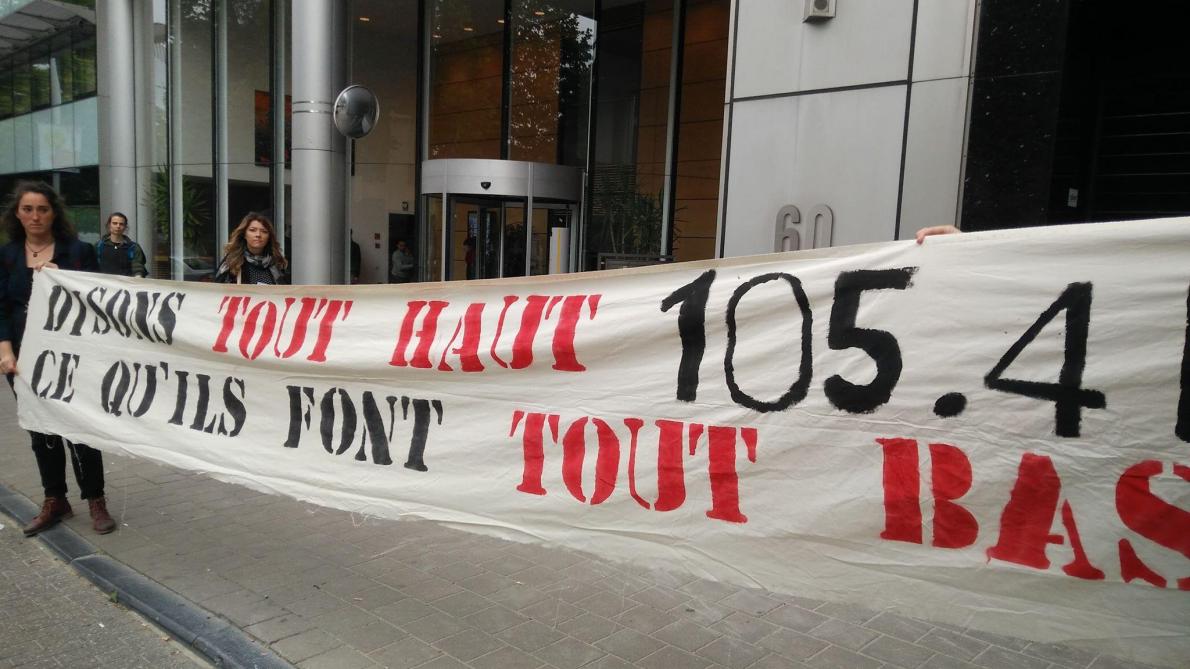 60
DISONS TOUT HAUT 105.4
CE QU'ILS FONT TOUT BAS